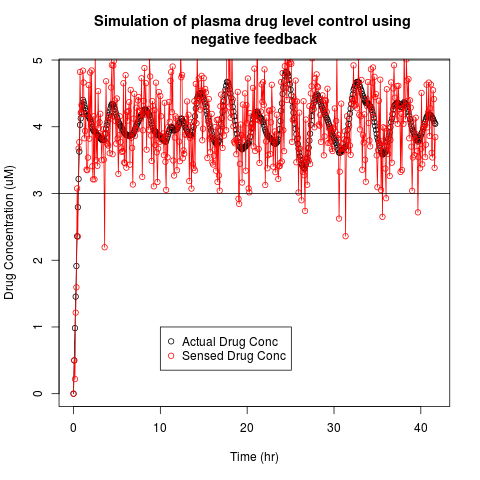 Simulation of plasma drug level control using
negative feedback
Drug Concentration (uM)
5
4
3
2
1
0
Actual Drug Conc
Sensed Drug Conc
0 10 20 30 40
Time (hr)